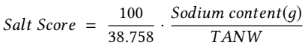 Salt Score = 100/38.758 · Sodium content(g)/TANW